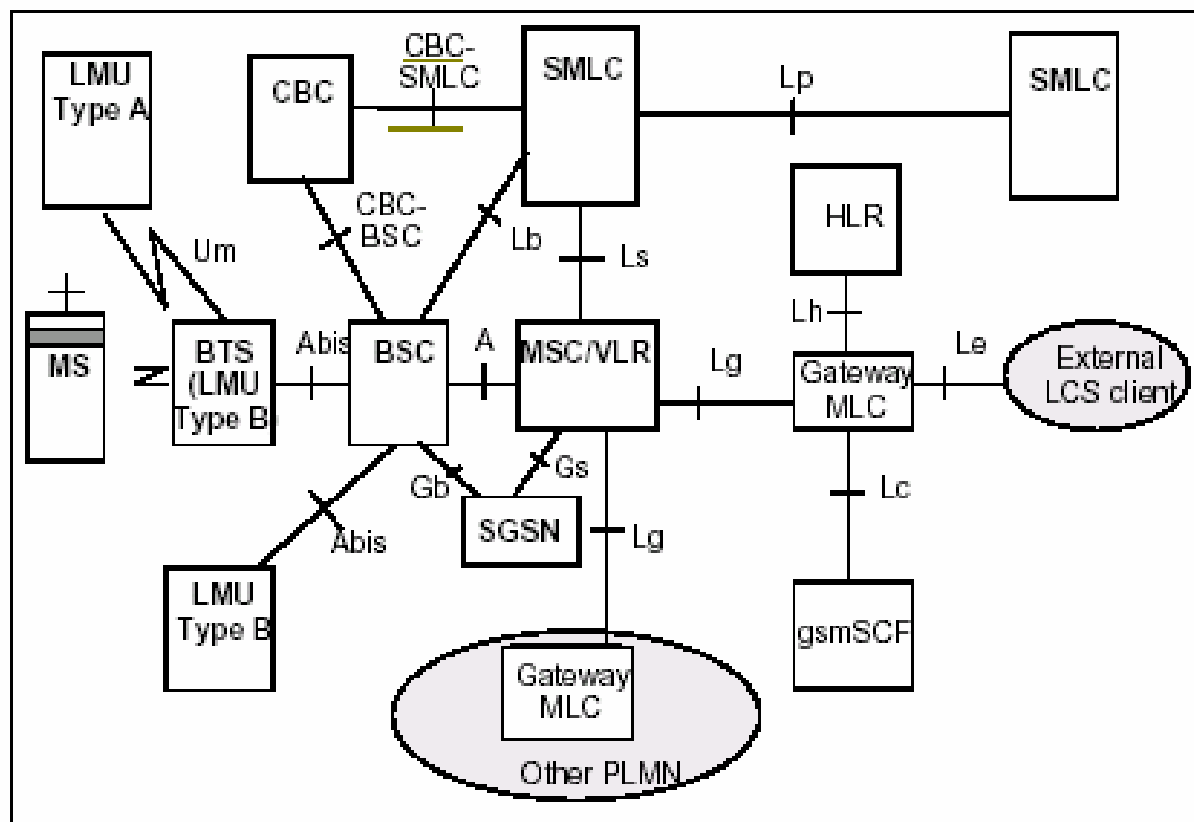 LMU
Type A
CBC
CBC-
SMLC
SMLC
Lp
SMLC
Um
CBC-
BSC
Lb
Ls
HLR
Lh
MS
BTS
(LMU
Type B)
Abis
BSC
A
MSC/VLR
Lg
Gateway
MLC
Le
External
LCS client
Gb
Gs
SGSN
Lg
Lc
Abis
LMU
Type B
gsmSCF
Gateway
MLC
Other PLMN